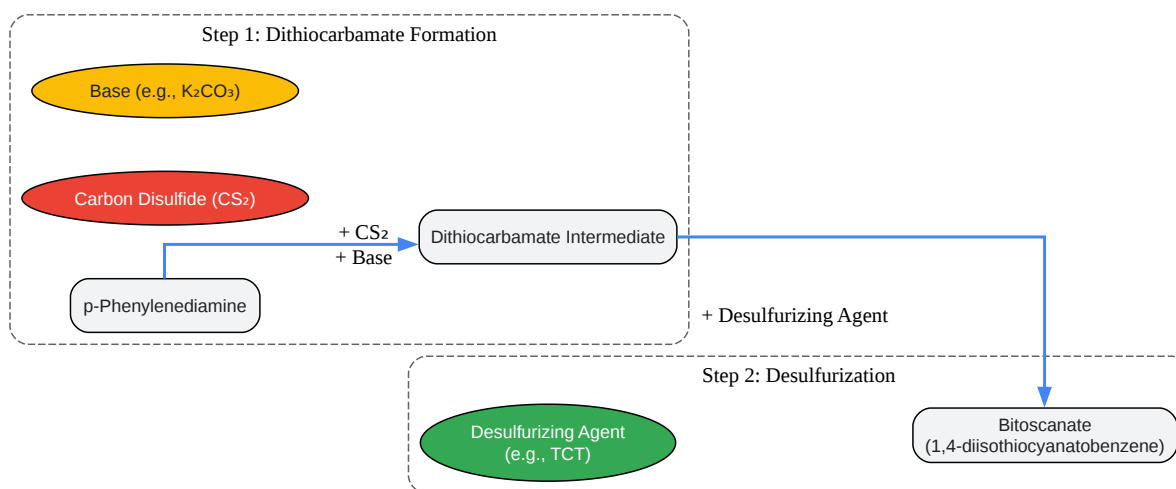 Step 1: Dithiocarbamate Formation
Base (e.g., K₂CO₃)
Carbon Disulfide (CS₂)
+ CS₂
+ Base
Dithiocarbamate Intermediate
p-Phenylenediamine
+ Desulfurizing Agent
Step 2: Desulfurization
Desulfurizing Agent
(e.g., TCT)
Bitoscanate
(1,4-diisothiocyanatobenzene)